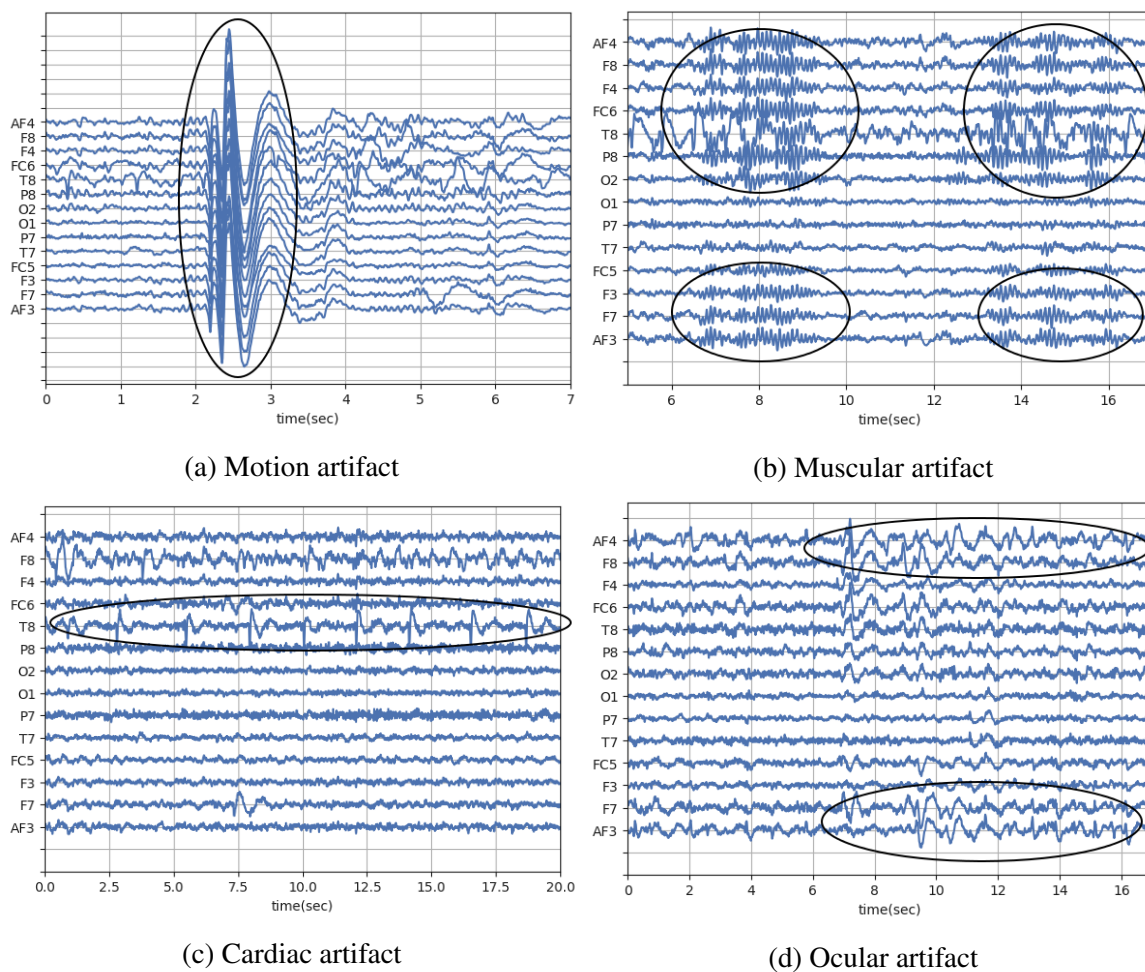 AF4
F8
F4
FC6
T8
P8
O2
O1
P7
T7
FC5
F3
F7
AF3
0 1 2 3 4 5 6 7
time(sec)
(a) Motion artifact
AF4
F8
F4
FC6
T8
P8
O2
O1
P7
T7
FC5
F3
F7
AF3
6 8 10 12 14 16
time(sec)
(b) Muscular artifact
AF4
F8
F4
FC6
T8
P8
O2
O1
P7
T7
FC5
F3
F7
AF3
0.0 2.5 5.0 7.5 10.0 12.5 15.0 17.5 20.0
time(sec)
(c) Cardiac artifact
AF4
F8
F4
FC6
T8
P8
O2
O1
P7
T7
FC5
F3
F7
AF3
0 2 4 6 8 10 12 14 16
time(sec)
(d) Ocular artifact